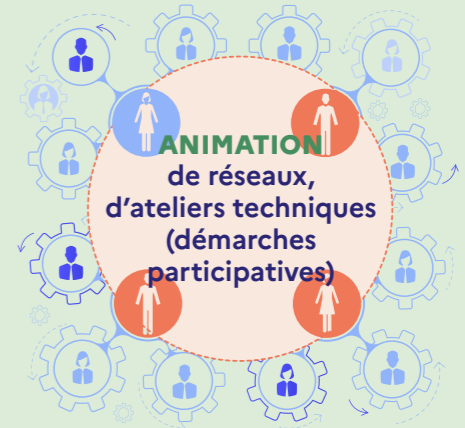 ANIMATION
de réseaux,
d'ateliers techniques
(démarches
participatives)